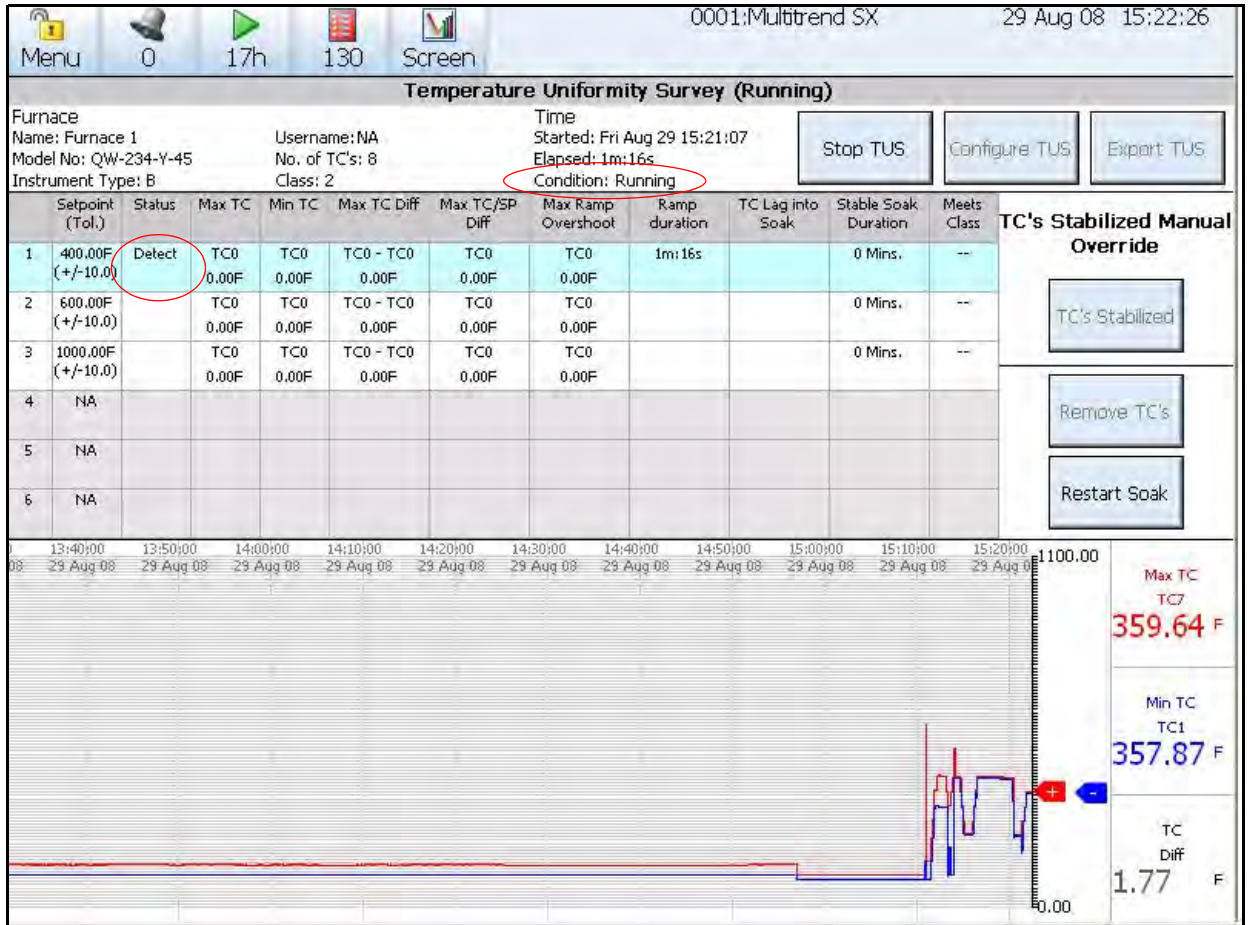 0001:Multitrend SX 29 Aug 08 15:22:26
Menu 0 17h 130 Screen
Temperature Uniformity Survey (Running)
Furnace Time
Name: Furnace 1 Username:NA Started: Fri Aug 29 15:21:07
Model No: QW-234-Y-45 No. of TC's: 8 Elapsed: 1m:16s
Instrument Type: B Class: 2 Condition: Running
Stop TUS Configure TUS Export TUS
Setpoint (Tol.) Status Max TC Min TC Max TC Diff Max TC/SP Diff Max Ramp Overshoot Ramp duration TC Lag into Soak Stable Soak Duration Meets Class
1 400.00F Detect TC0 TC0 TC0 - TC0 TC0 TC0 1m:16s 0 Mins. --
(+/-10.0) 0.00F 0.00F 0.00F 0.00F 0.00F
2 600.00F TC0 TC0 TC0 - TC0 TC0 TC0 0 Mins. --
(+/-10.0) 0.00F 0.00F 0.00F 0.00F 0.00F
3 1000.00F TC0 TC0 TC0 - TC0 TC0 TC0 0 Mins. --
(+/-10.0) 0.00F 0.00F 0.00F 0.00F 0.00F
4 NA
5 NA
6 NA
TC's Stabilized Manual
Override
TC's Stabilized
Remove TC's
Restart Soak
13:40:00 13:50:00 14:00:00 14:10:00 14:20:00 14:30:00 14:40:00 14:50:00 15:00:00 15:10:00 15:20:00
08 29 Aug 08 29 Aug 08 29 Aug 08 29 Aug 08 29 Aug 08 29 Aug 08 29 Aug 08 29 Aug 08 29 Aug 08 29 Aug 08 29 Aug 0
1100.00
0.00
Max TC
TC7
359.64 F
Min TC
TC1
357.87 F
+ -
TC
Diff
1.77 F